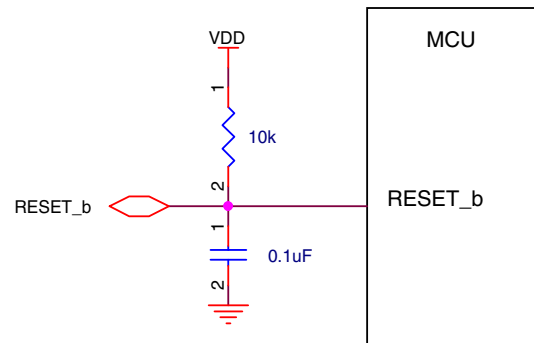 VDD
MCU
1
10k
2
RESET_b
RESET_b
1
0.1uF
2